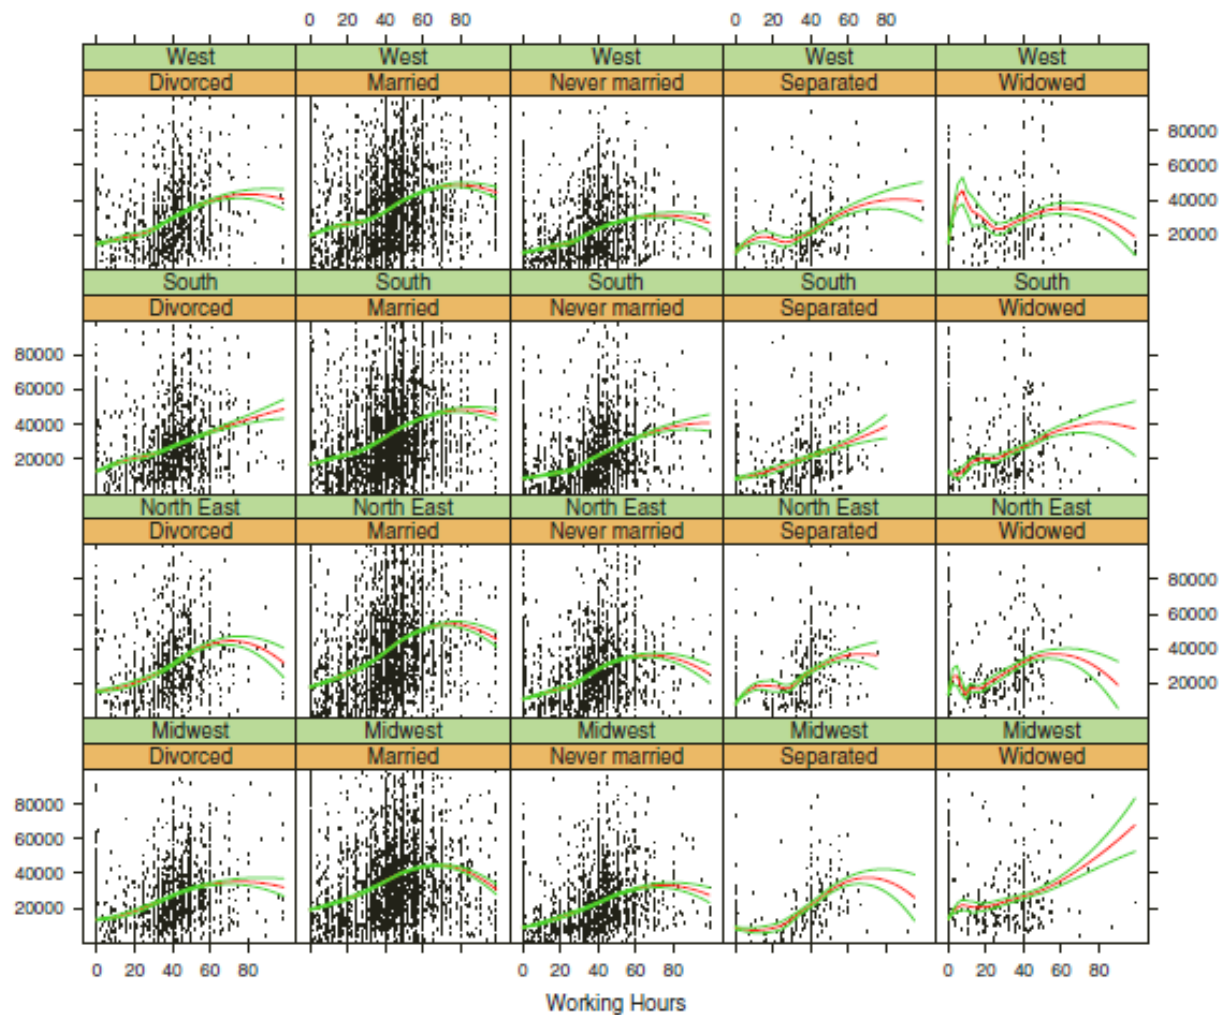 0 20 40 60 80 0 20 40 60 80
West West West West West
Divorced Married Never married Separated Widowed
80000
60000
40000
20000
South South South South South
Divorced Married Never married Separated Widowed
80000
60000
40000
20000
North East North East North East North East North East
Divorced Married Never married Separated Widowed
80000
60000
40000
20000
Midwest Midwest Midwest Midwest Midwest
Divorced Married Never married Separated Widowed
80000
60000
40000
20000
0 20 40 60 80 0 20 40 60 80 0 20 40 60 80
Working Hours